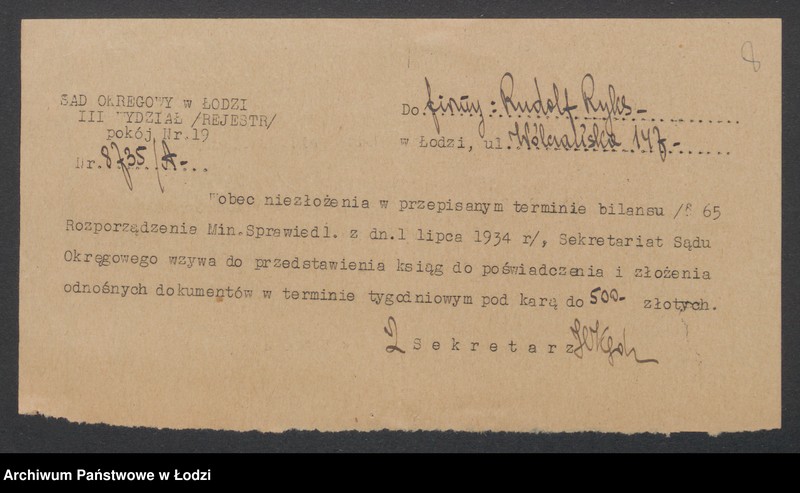 8
SĄD OKRĘGOWY w ŁODZI
III WYDZIAŁ /REJESTR/
pokój Nr.19
Nr. 8735/A-
Do firmy: Rudolf Ryks-
w Łodzi, ul. Wólczańska 147.-
Wobec niezłożenia w przepisanym terminie bilansu /§ 65
Rozporządzenie Min.Sprawiedl. z dn.1 lipca 1934 r/, Sekretariat Sądu
Okręgowego wzywa do przedstawienia ksiąg do poświadczenia i złożenia
odnośnych dokumentów w terminie tygodniowym pod karą do 500- złotych.
Sekretarz
Archiwum Państwowe w Łodzi